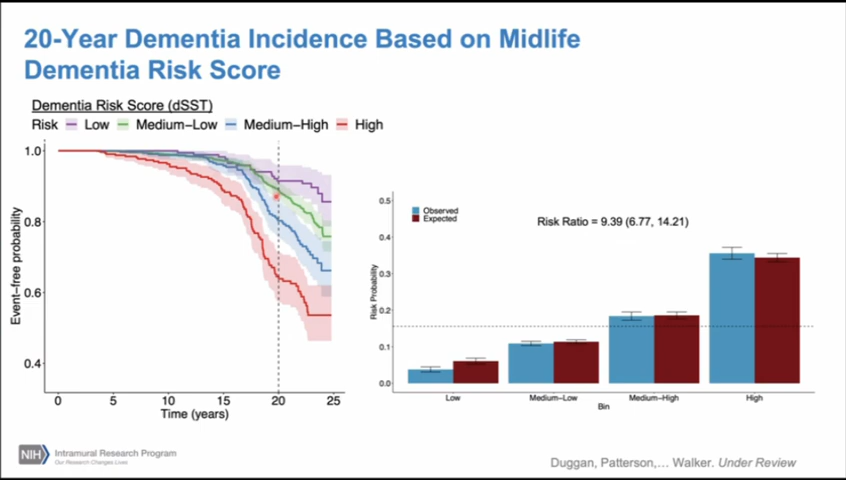 20-Year Dementia Incidence Based on Midlife
Dementia Risk Score
Dementia Risk Score (dSST)
Risk Low Medium–Low Medium–High High
Event–free probability
1.0
0.8
0.6
0.4
0 5 10 15 20 25
Time (years)
Observed
Expected
Risk Ratio = 9.39 (6.77, 14.21)
Risk Probability
0.5
0.4
0.3
0.2
0.1
0.0
Low Medium–Low Medium–High High
Bin
NIH Intramural Research Program
Our Research Changes Lives
Duggan, Patterson,... Walker. Under Review